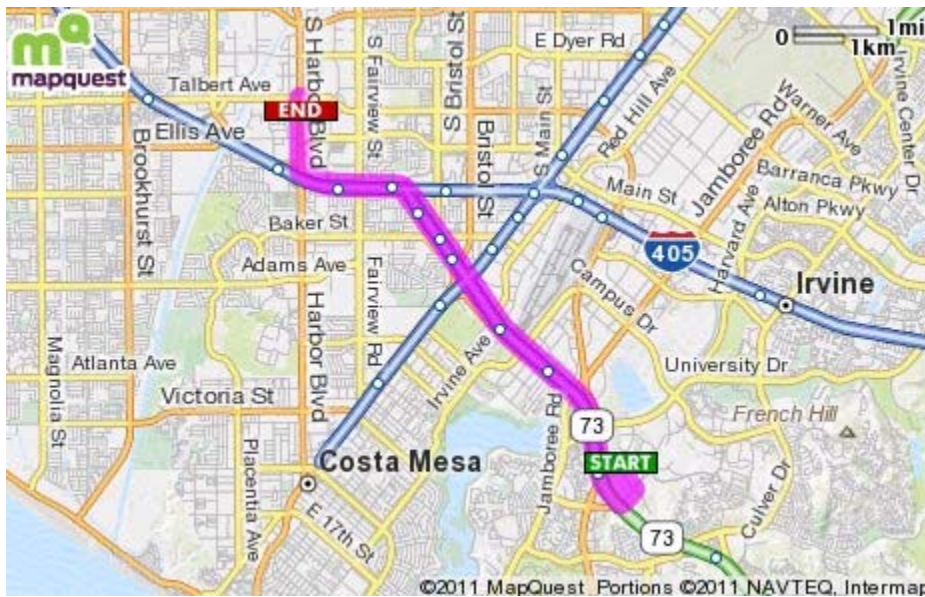 mapquest
Talbert Ave
Ellis Ave
Brookhurst St
S Harbor Blvd
END
S Fairview St
S Bristol St
Bristol St
S Main St
E Dyer Rd
0
1mi
1km
Red Hill Ave
Jamboree Rd
Warner Ave
Irvine Center Dr
Barranca Pkwy
Alton Pkwy
Main St
Harvard Ave
405
Irvine
Baker St
Adams Ave
Harbor Blvd
Fairview Rd
Campus Dr
Magnolia St
Atlanta Ave
Victoria St
Irvine Ave
University Dr
French Hill
73
START
Jamboree Rd
Costa Mesa
Placentia Ave
E 17th St
Culver Dr
73
©2011 MapQuest Portions ©2011 NAVTEQ, Intermap